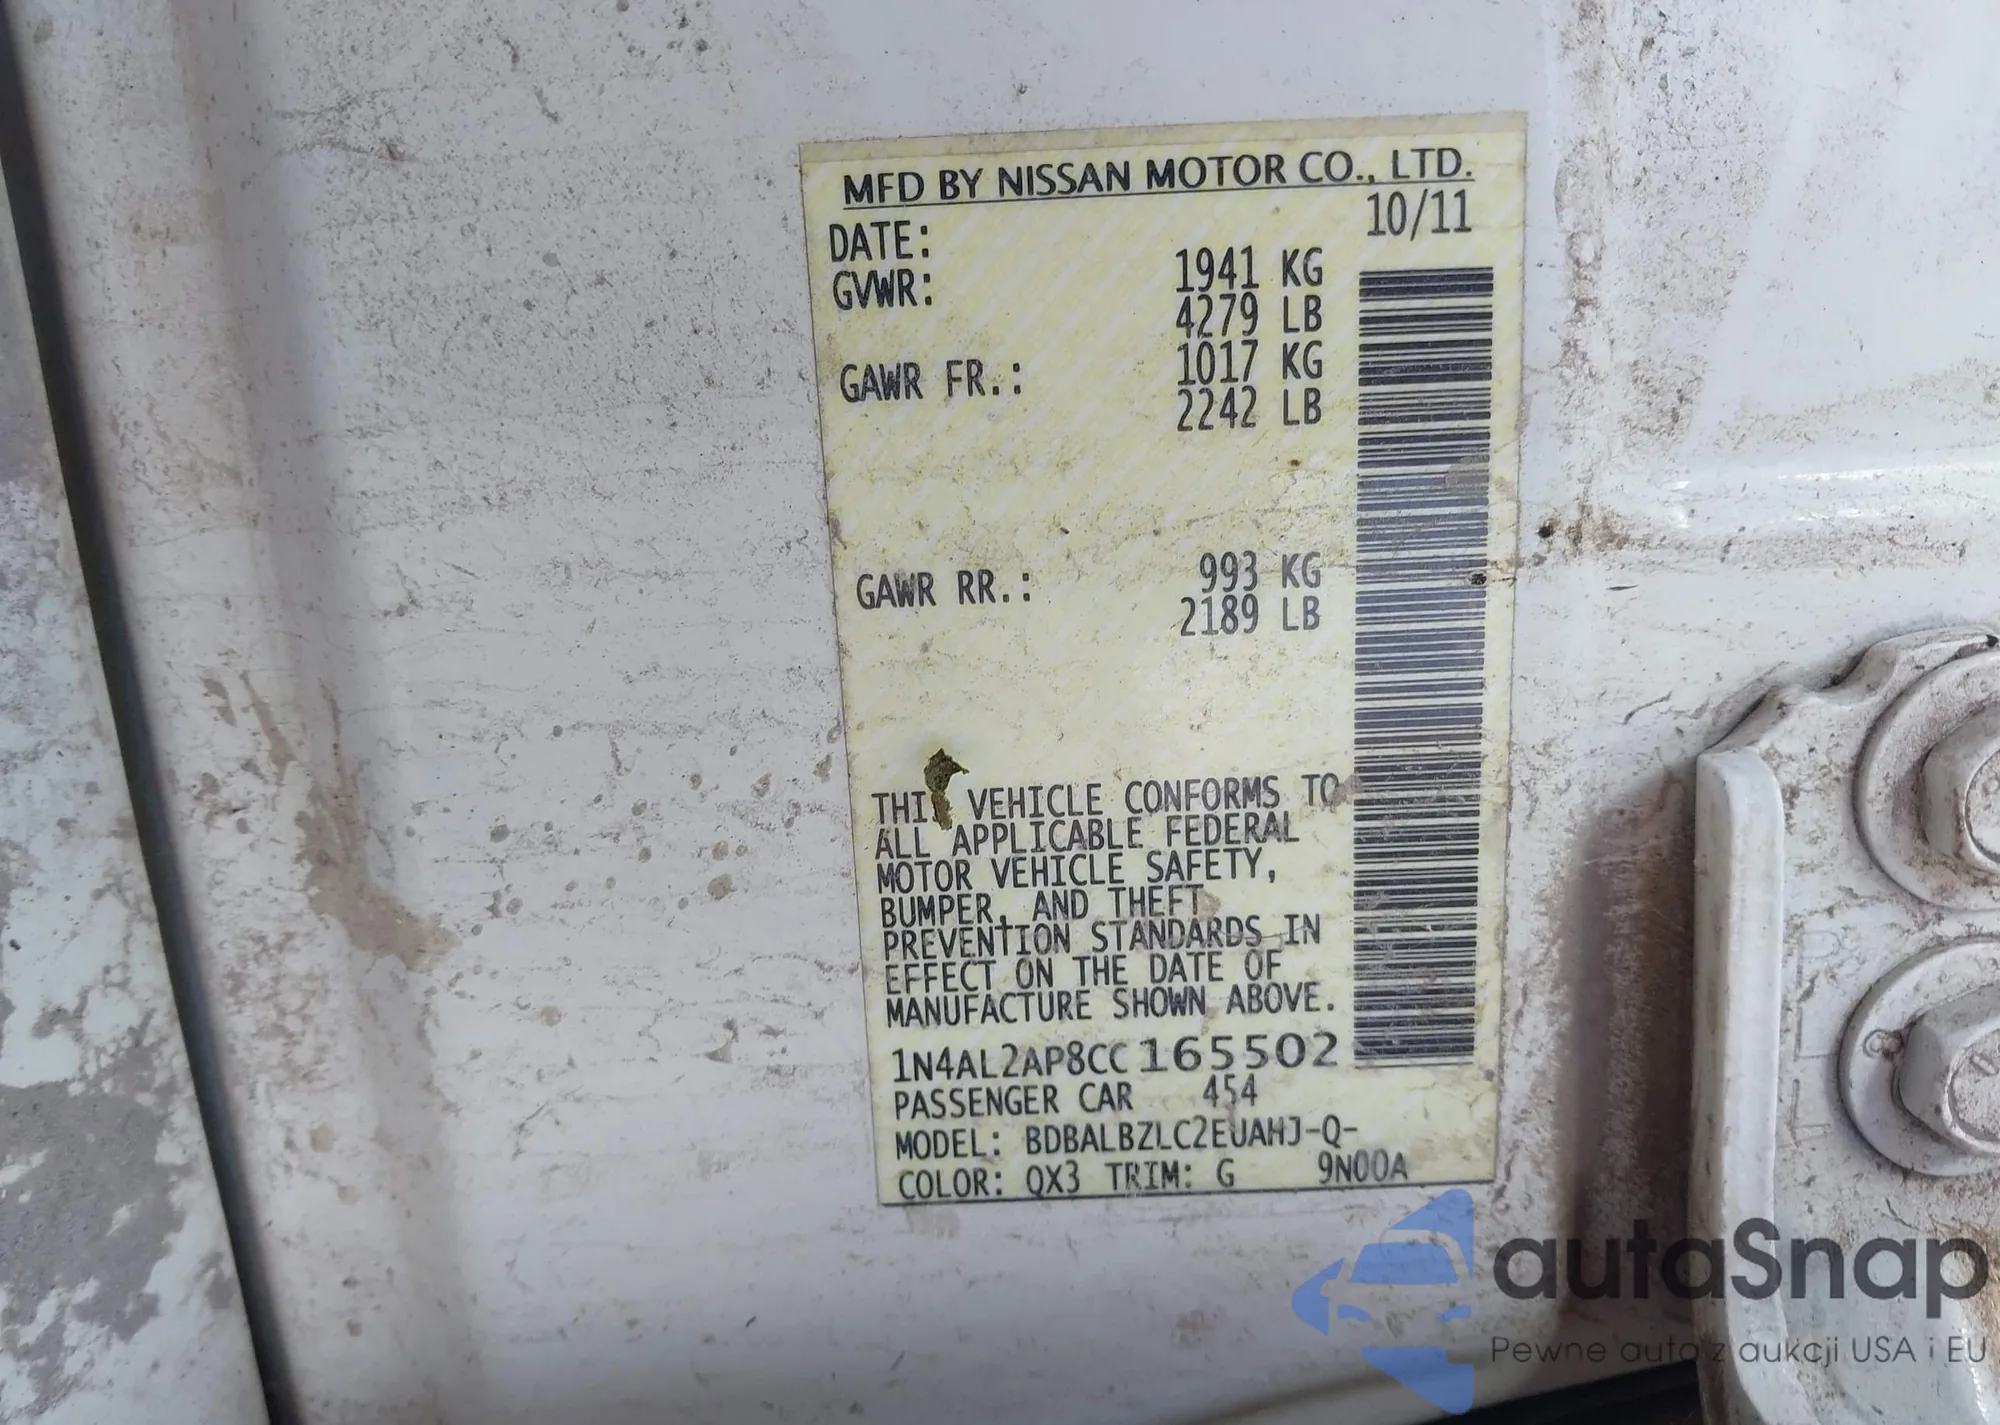 MFD BY NISSAN MOTOR CO., LTD.
DATE: 10/11
GVWR: 1941 KG
4279 LB
GAWR FR.: 1017 KG
2242 LB
GAWR RR.: 993 KG
2189 LB
THIS VEHICLE CONFORMS TO
ALL APPLICABLE FEDERAL
MOTOR VEHICLE SAFETY,
BUMPER, AND THEFT
PREVENTION STANDARDS IN
EFFECT ON THE DATE OF
MANUFACTURE SHOWN ABOVE.
1N4AL2AP8CC165502
PASSENGER CAR 454
MODEL: BDBALBZLC2EUAHJ-Q-
COLOR: QX3 TRIM: G 9N00A
autaSnap
Pewne auta z aukcji USA i EU